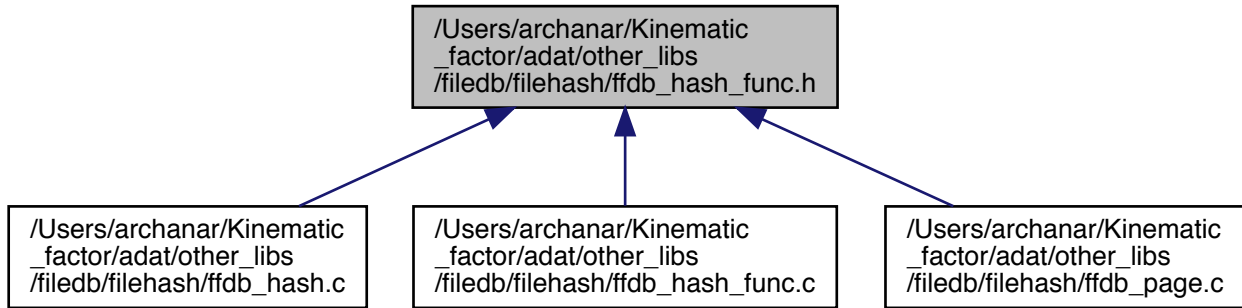 /Users/archanar/Kinematic
_factor/adat/other_libs
/filedb/filehash/ffdb_hash_func.h
/Users/archanar/Kinematic
_factor/adat/other_libs
/filedb/filehash/ffdb_hash.c
/Users/archanar/Kinematic
_factor/adat/other_libs
/filedb/filehash/ffdb_hash_func.c
/Users/archanar/Kinematic
_factor/adat/other_libs
/filedb/filehash/ffdb_page.c